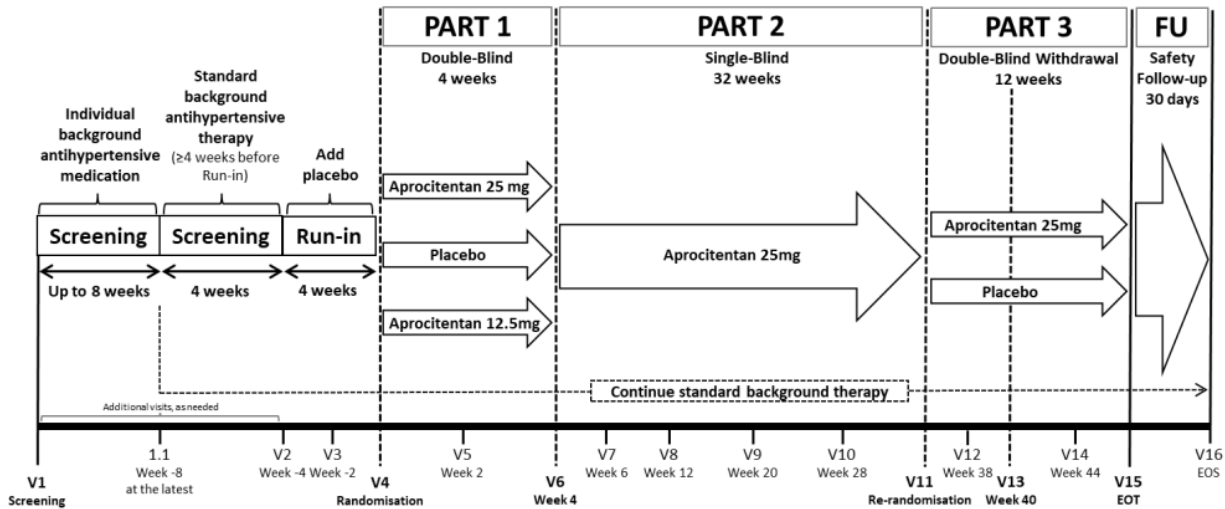 PART 1
PART 2
PART 3
FU
Double-Blind
4 weeks
Single-Blind
32 weeks
Double-Blind Withdrawal
12 weeks
Safety
Follow-up
30 days
Individual
background
antihypertensive
medication
Standard
background
antihypertensive
therapy
(≥4 weeks before
Run-in)
Add
placebo
Screening
Screening
Run-in
Up to 8 weeks
4 weeks
4 weeks
Aprocitentan 25 mg
Placebo
Aprocitentan 12.5mg
Aprocitentan 25mg
Aprocitentan 25mg
Placebo
Continue standard background therapy
Additional visits, as needed
V1
Screening
1.1
Week -8
at the latest
V2
Week -4
V3
Week -2
V4
Randomisation
V5
Week 2
V6
Week 4
V7
Week 6
V8
Week 12
V9
Week 20
V10
Week 28
V11
Re-randomisation
V12
Week 38
V13
Week 40
V14
Week 44
V15
EOT
V16
EOS